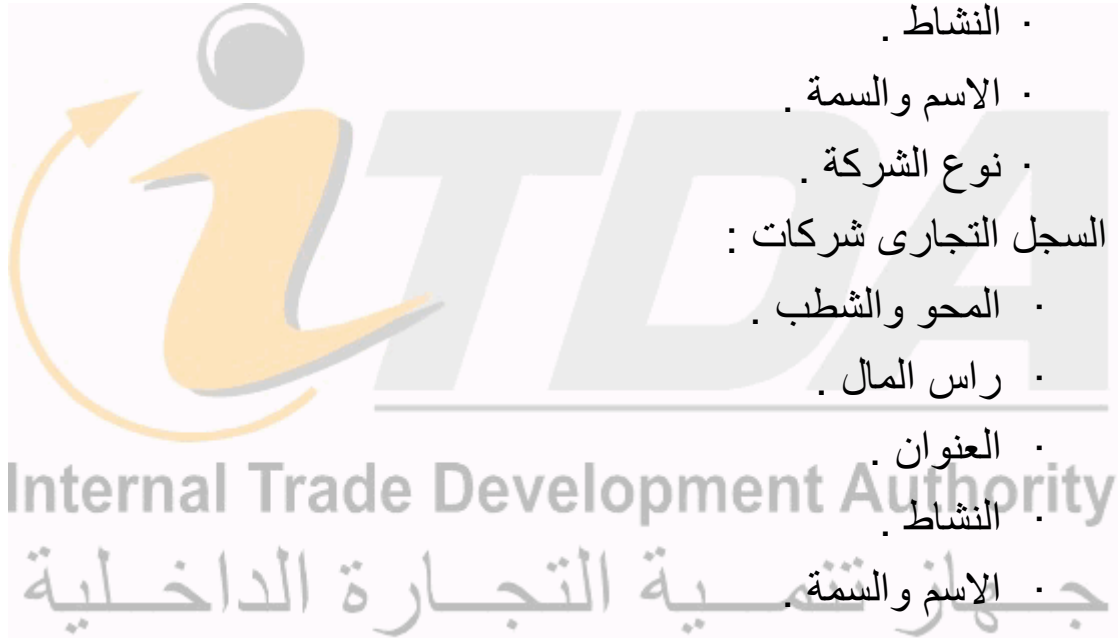 · النشاط .
· الاسم والسمة .
· نوع الشركة .
السجل التجارى شركات :
· المحو والشطب .
· راس المال .
· العنوان .
· النشاط .
· الاسم والسمة .
iTDA
Internal Trade Development Authority
جهاز تنمية التجارة الداخلية